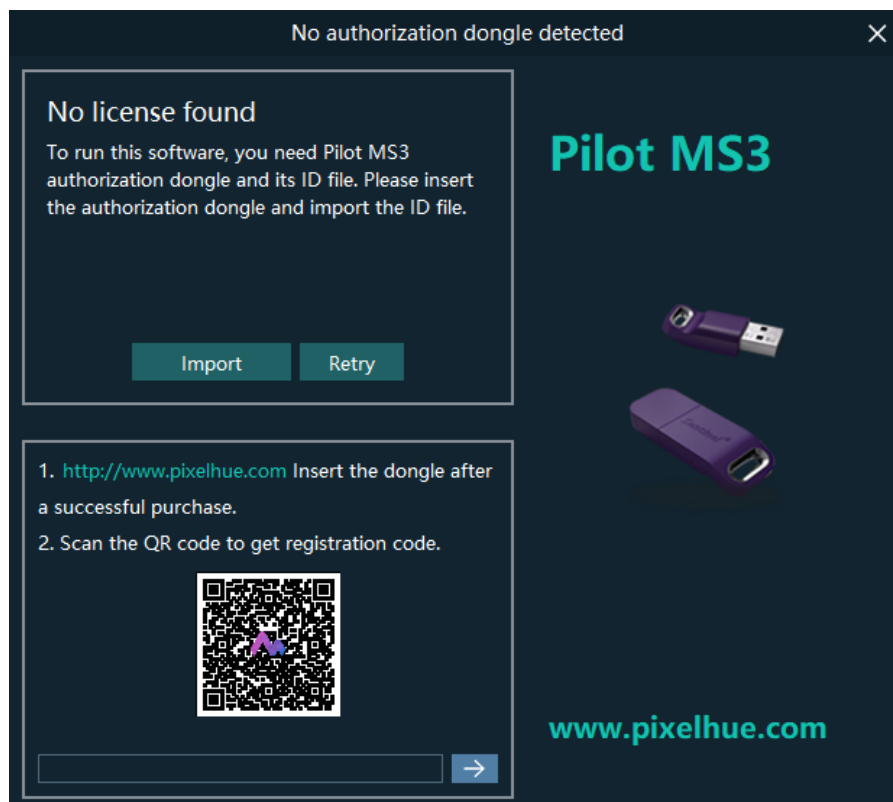 No authorization dongle detected
No license found
To run this software, you need Pilot MS3
authorization dongle and its ID file. Please insert
the authorization dongle and import the ID file.
Import
Retry
1. http://www.pixelhue.com Insert the dongle after
a successful purchase.
2. Scan the QR code to get registration code.
Pilot MS3
www.pixelhue.com